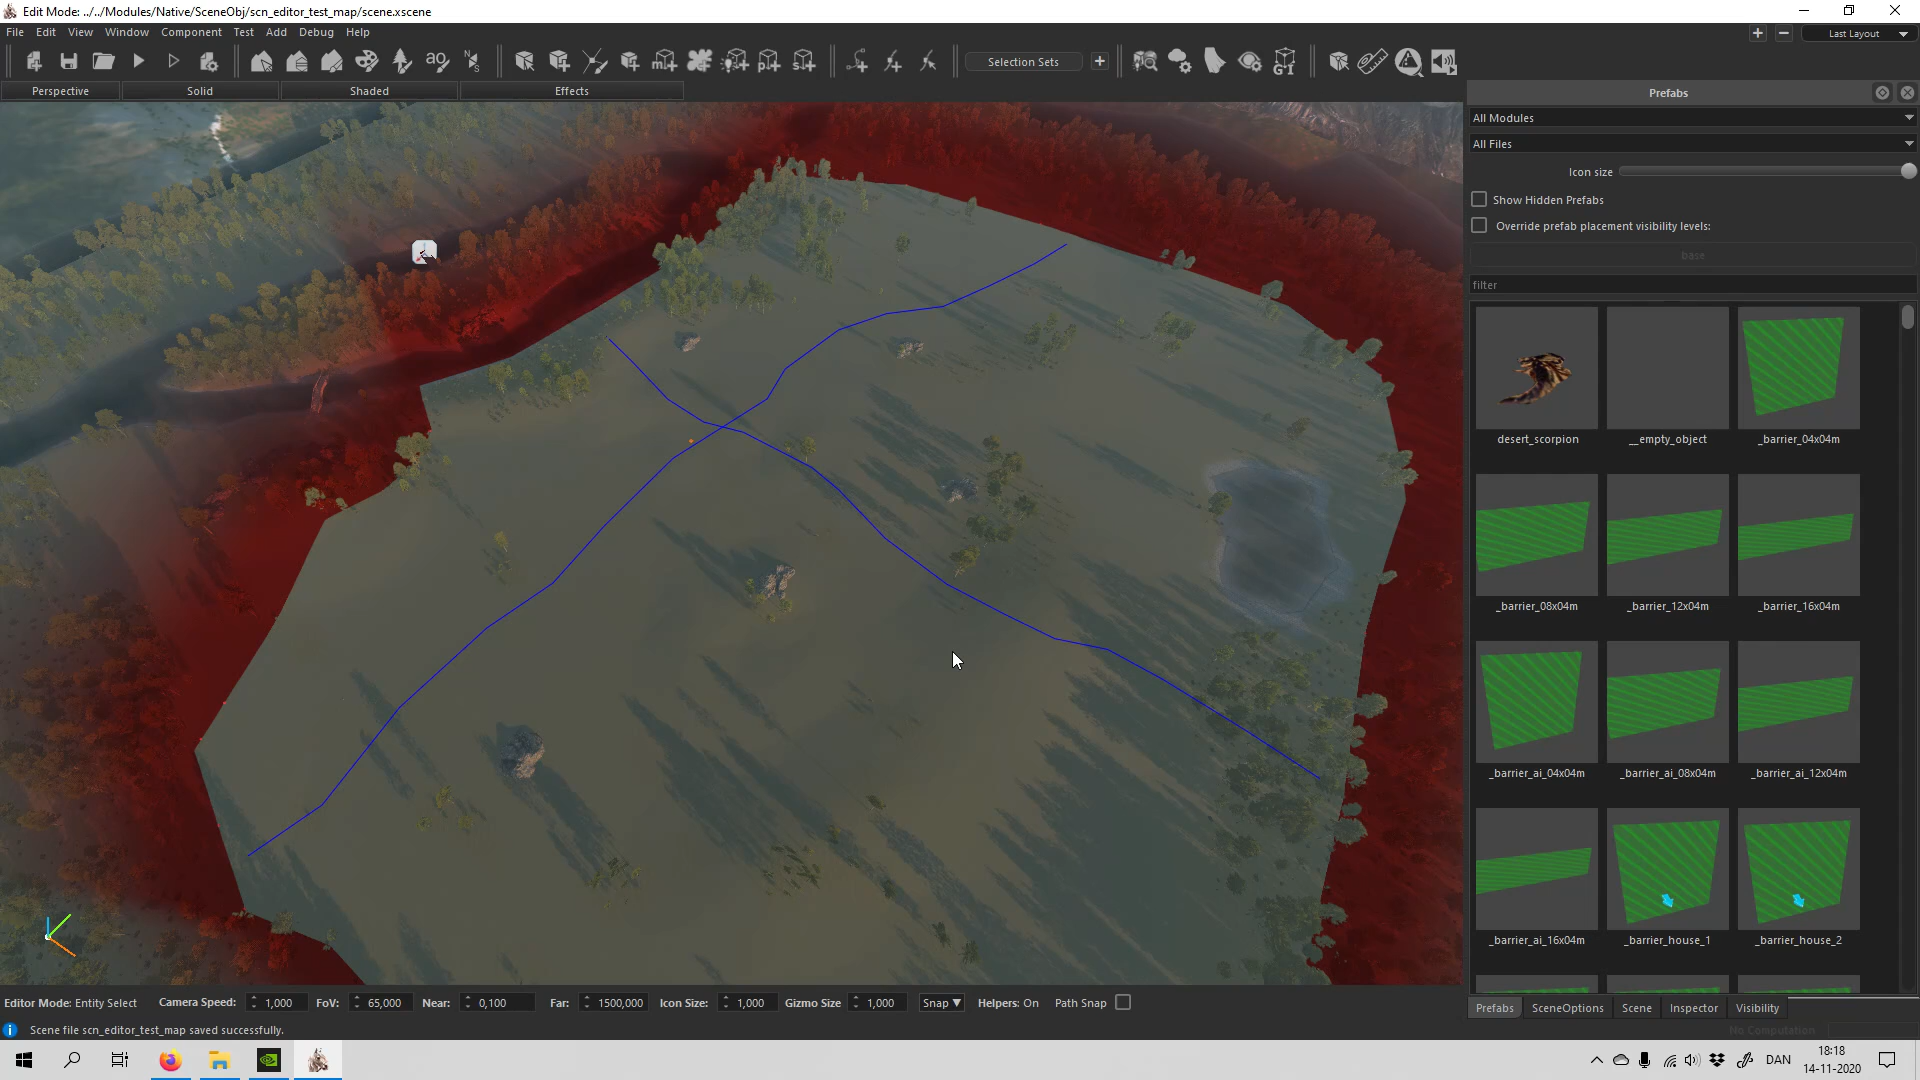 Edit Mode: ../../Modules/Native/SceneObj/scn_editor_test_map/scene.xscene
File Edit View Window Component Test Add Debug Help
Last Layout
Selection Sets
GI
Perspective Solid Shaded Effects
Prefabs
All Modules
All Files
Icon size
Show Hidden Prefabs
Override prefab placement visibility levels:
base
filter
desert_scorpion __empty_object _barrier_04x04m
_barrier_08x04m _barrier_12x04m _barrier_16x04m
_barrier_ai_04x04m _barrier_ai_08x04m _barrier_ai_12x04m
_barrier_ai_16x04m _barrier_house_1 _barrier_house_2
Editor Mode: Entity Select Camera Speed: 1,000 FoV: 65,000 Near: 0,100 Far: 1500,000 Icon Size: 1,000 Gizmo Size 1,000 Snap Helpers: On Path Snap
Prefabs SceneOptions Scene Inspector Visibility
Scene file scn_editor_test_map saved successfully.
No Computation
DAN
18:18
14-11-2020